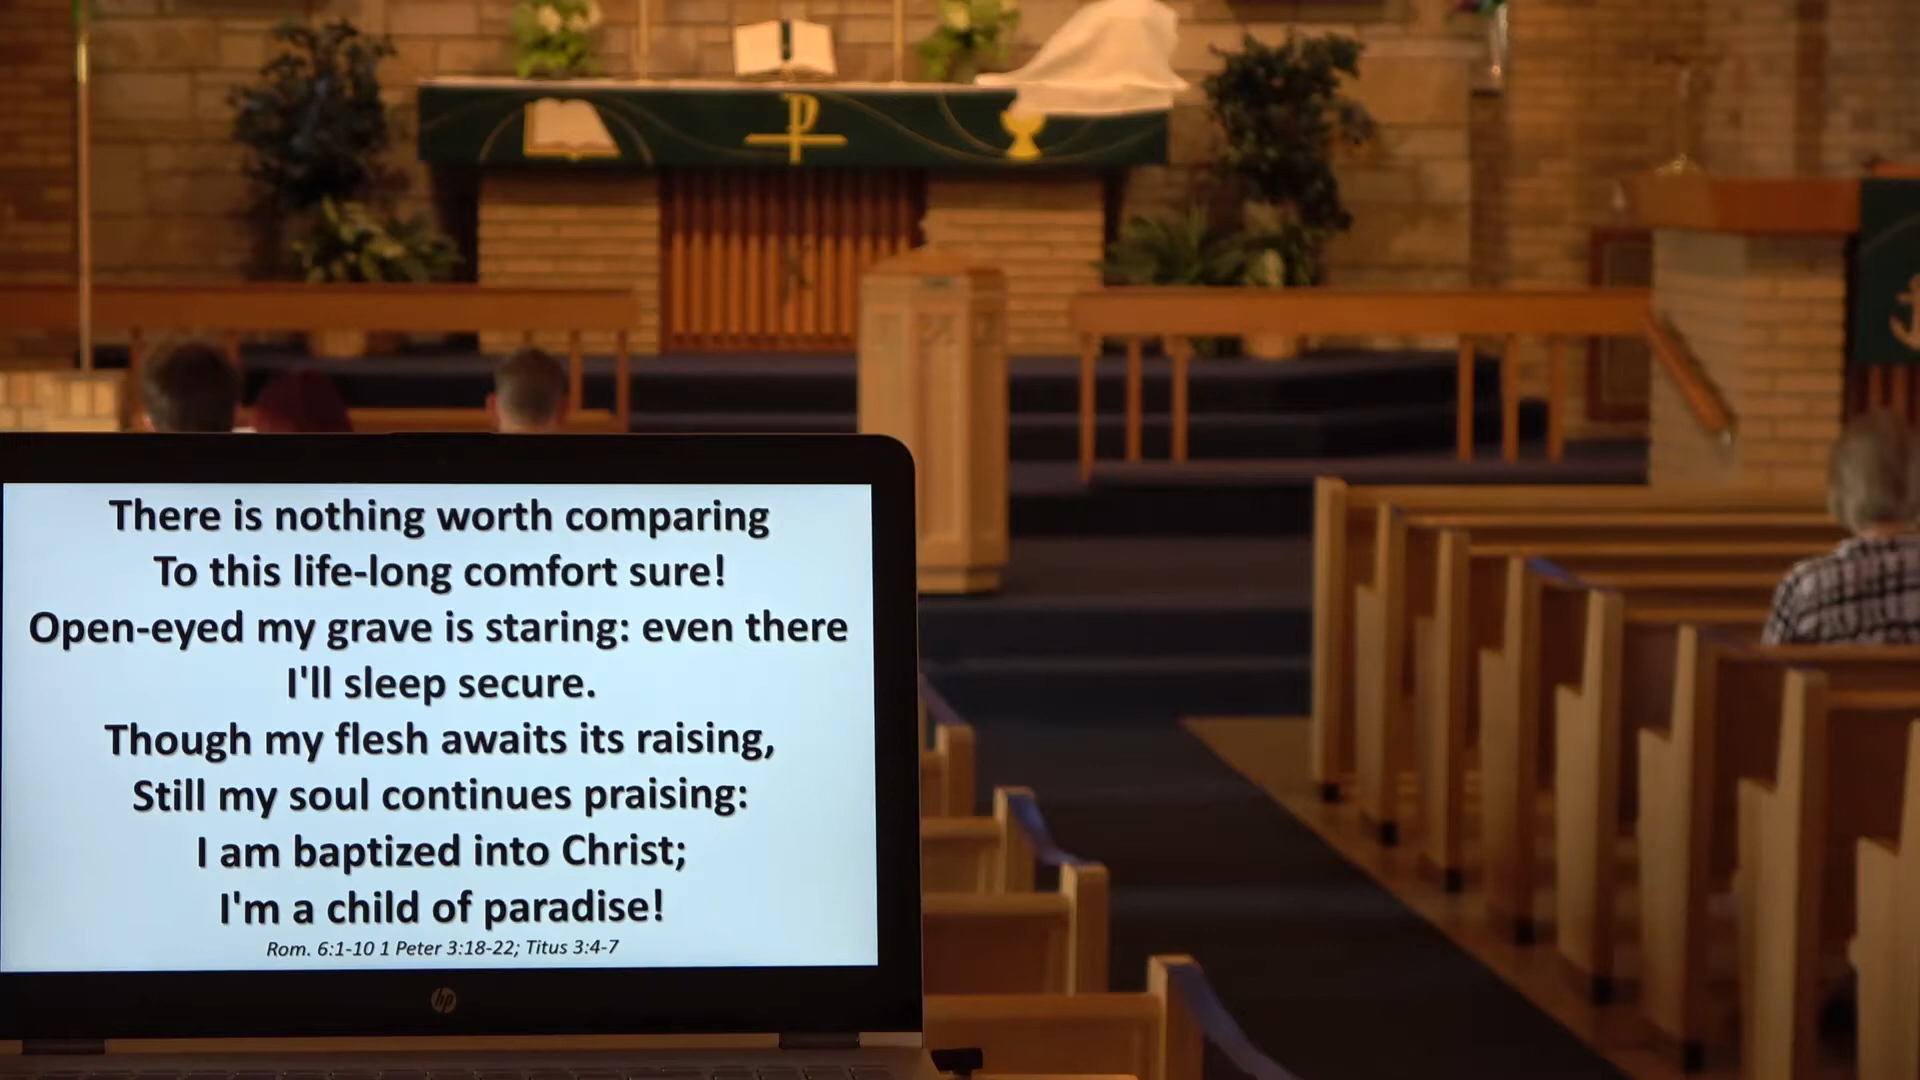 There is nothing worth comparing
To this life-long comfort sure!
Open-eyed my grave is staring: even there
I'll sleep secure.
Though my flesh awaits its raising,
Still my soul continues praising:
I am baptized into Christ;
I'm a child of paradise!
Rom. 6:1-10 1 Peter 3:18-22; Titus 3:4-7
hp